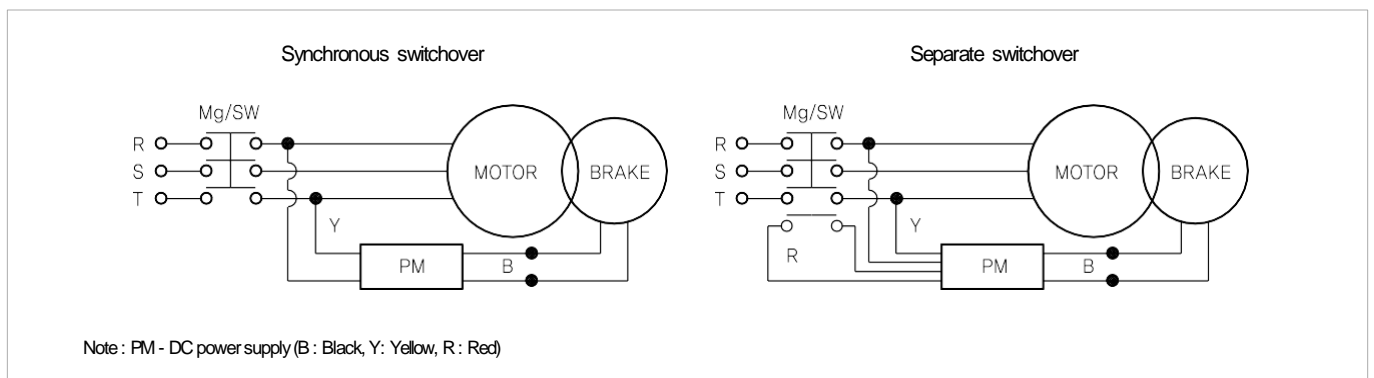 Synchronous switchover
Mg/SW
R
S
T
MOTOR
BRAKE
Y
PM
B
Separate switchover
Mg/SW
R
S
T
MOTOR
BRAKE
Y
R
PM
B
Note : PM - DC power supply (B : Black, Y: Yellow, R : Red)